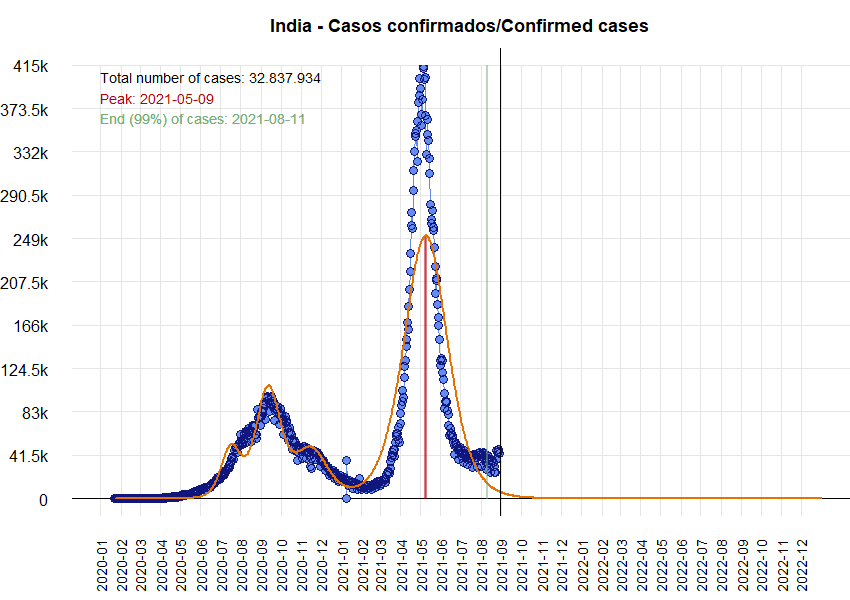 India - Casos confirmados/Confirmed cases
415k
Total number of cases: 32.837.934
Peak: 2021-05-09
373.5k
End (99%) of cases: 2021-08-11
332k
290.5k
249k
207.5k
166k
124.5k
83k
41.5k
0
2020-01
2020-02
2020-03
2020-04
2020-05
2020-06
2020-07
2020-08
2020-09
2020-10
2020-11
2020-12
2021-01
2021-02
2021-03
2021-04
2021-05
2021-06
2021-07
2021-08
2021-09
2021-10
2021-11
2021-12
2022-01
2022-02
2022-03
2022-04
2022-05
2022-06
2022-07
2022-08
2022-09
2022-10
2022-11
2022-12